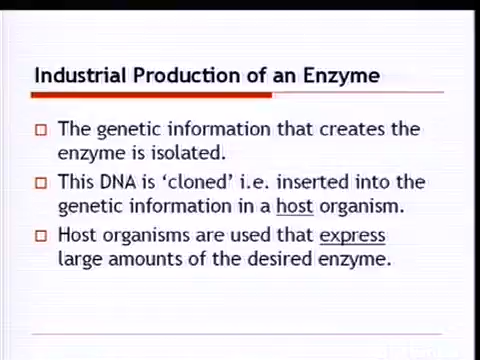 Industrial Production of an Enzyme
The genetic information that creates the
enzyme is isolated.
This DNA is ‘cloned’ i.e. inserted into the
genetic information in a host organism.
Host organisms are used that express
large amounts of the desired enzyme.